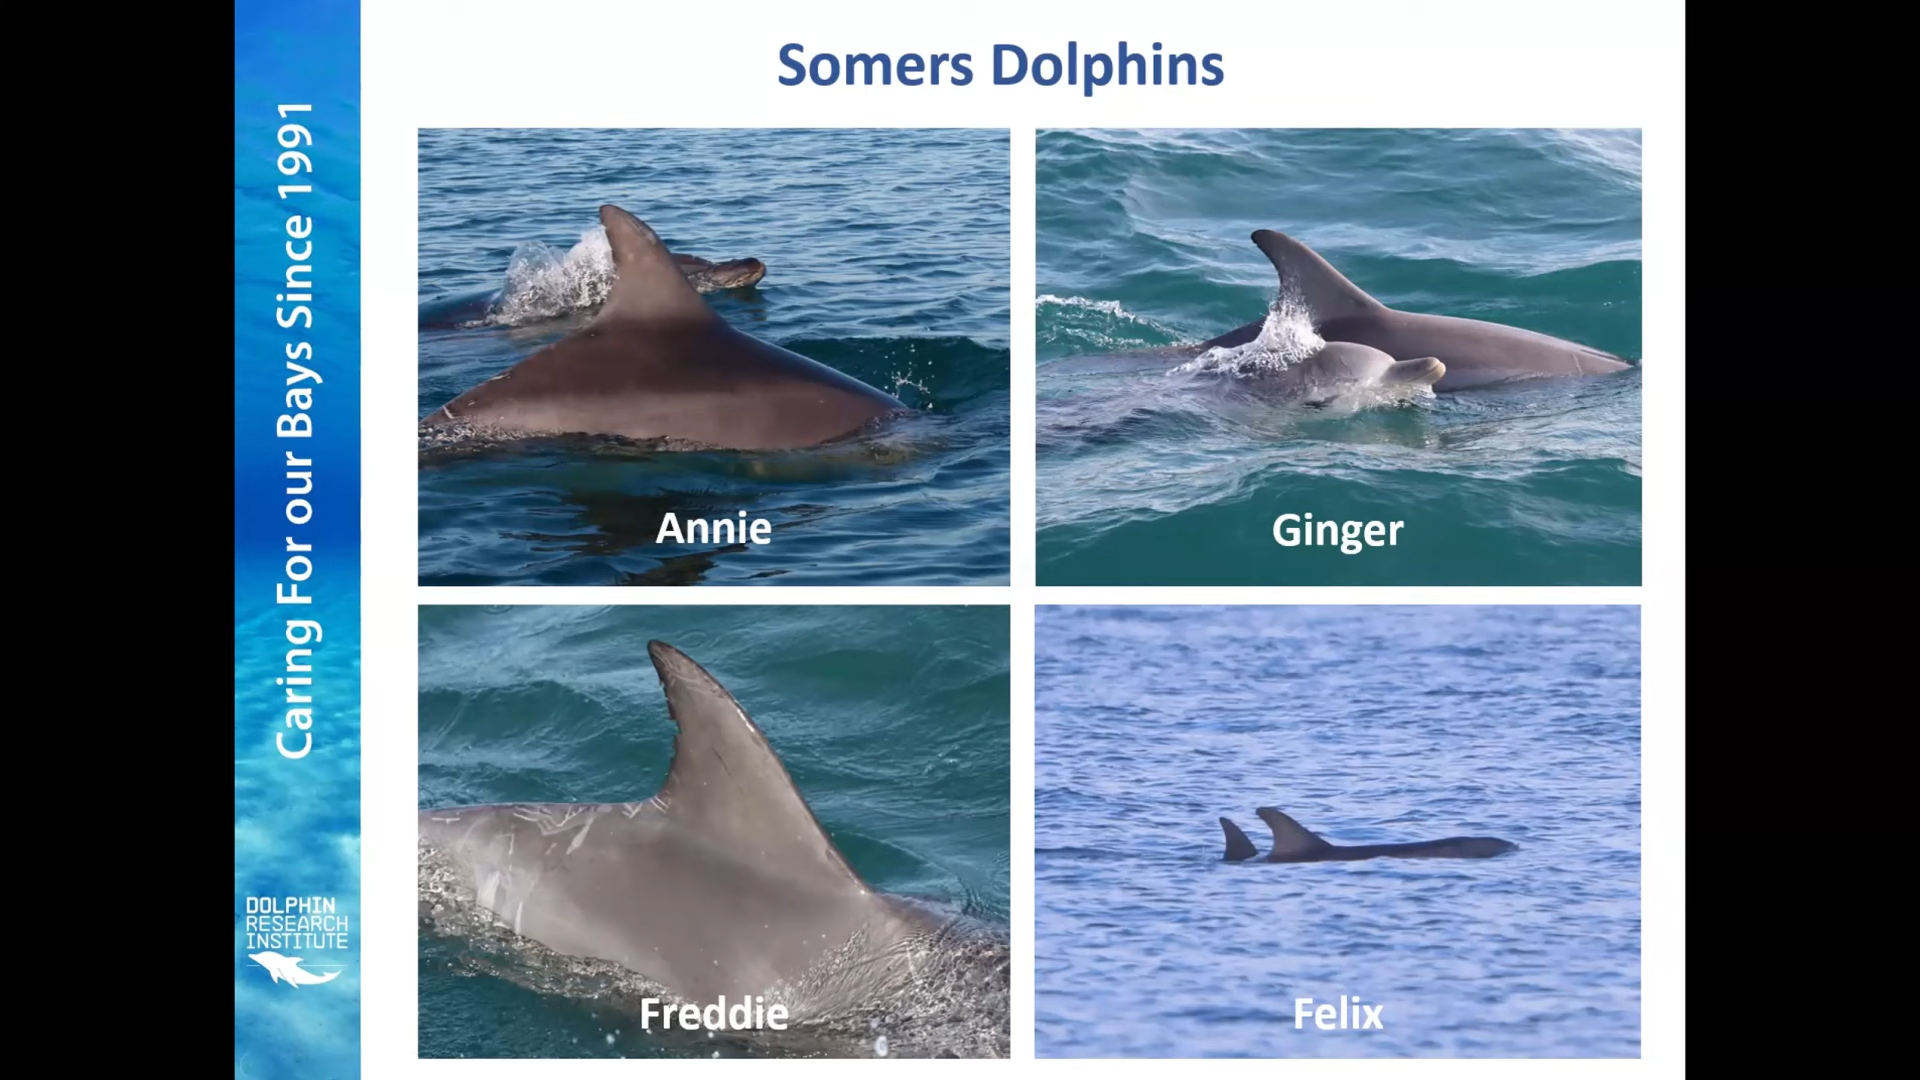 Somers Dolphins
Caring For our Bays Since 1991
Annie
Ginger
Freddie
Felix
DOLPHIN
RESEARCH
INSTITUTE